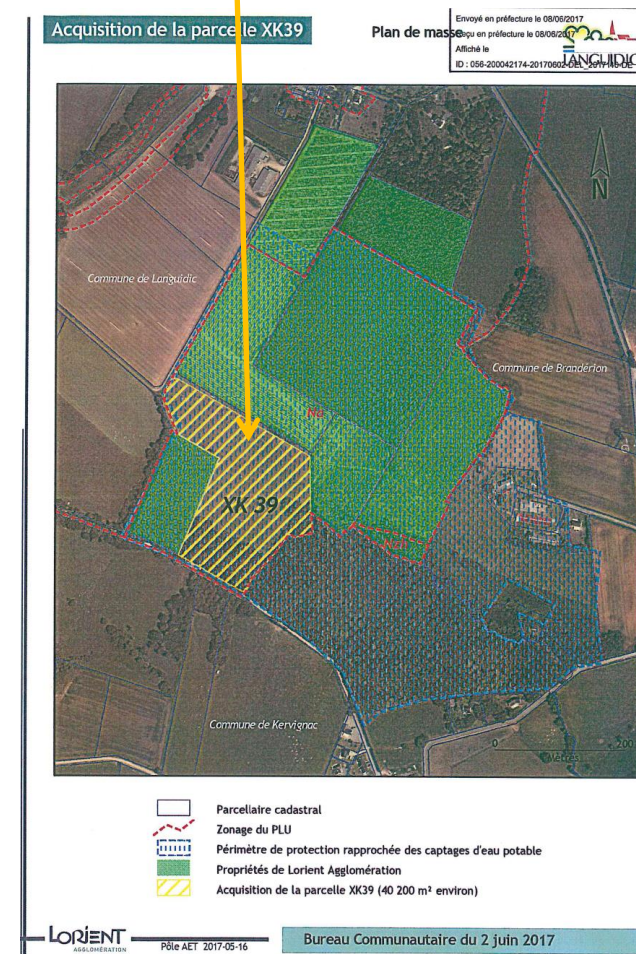 Acquisition de la parcelle XK39
Plan de masse
Envoyé en préfecture le 08/06/2017
Reçu en préfecture le 08/06/2017
Affiché le
ID : 056-200042174-20170602-DEL_2017140-DE
LANGUIDIC
N
Commune de Languidic
Commune de Brandérion
Nd
XK 39
Commune de Kervignac
0
200
Mètres
Parcellaire cadastral
Zonage du PLU
Périmètre de protection rapprochée des captages d'eau potable
Propriétés de Lorient Agglomération
Acquisition de la parcelle XK39 (40 200 m² environ)
LORIENT
AGGLOMÉRATION
Pôle AET 2017-05-16
Bureau Communautaire du 2 juin 2017